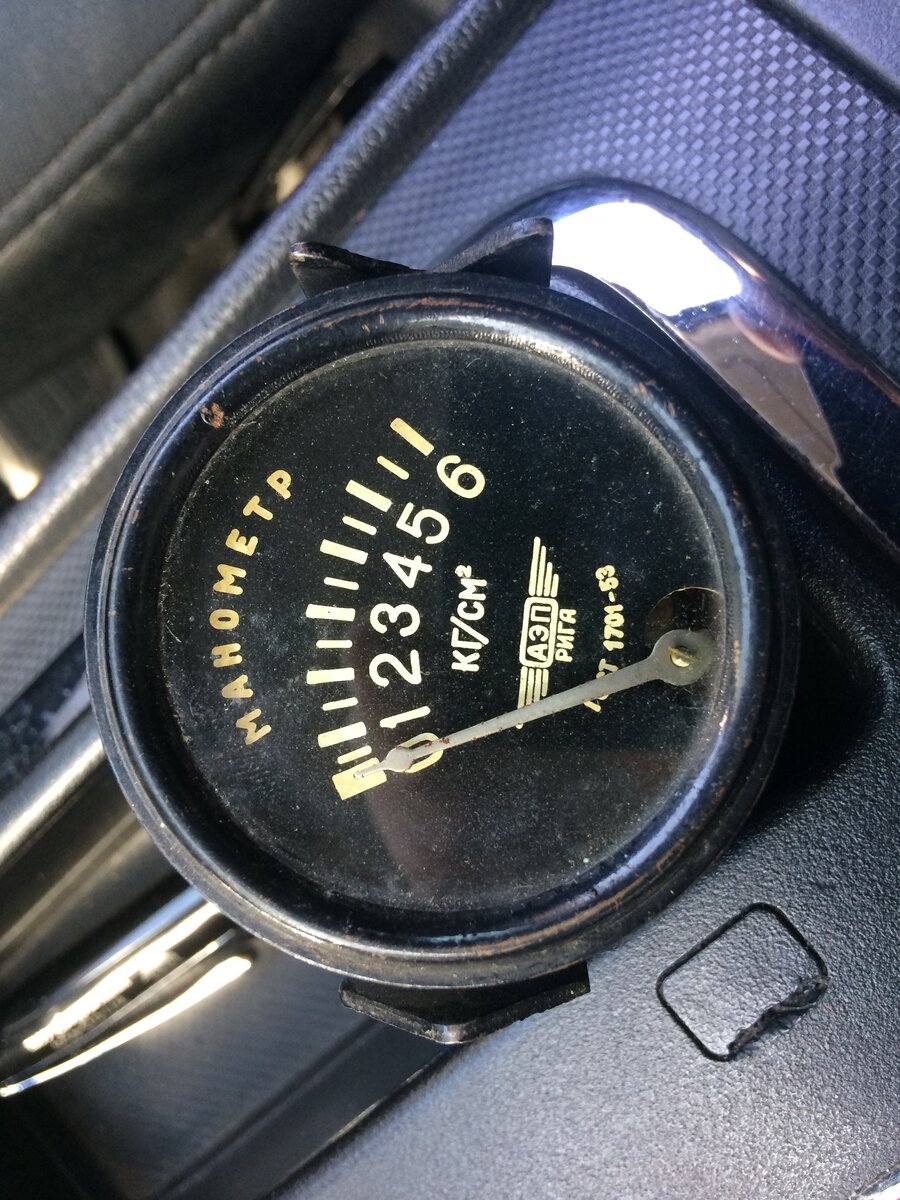 МАНОМЕТР
0 1 2 3 4 5 6
КГ/СМ²
АЭП
РИГА
1701-53